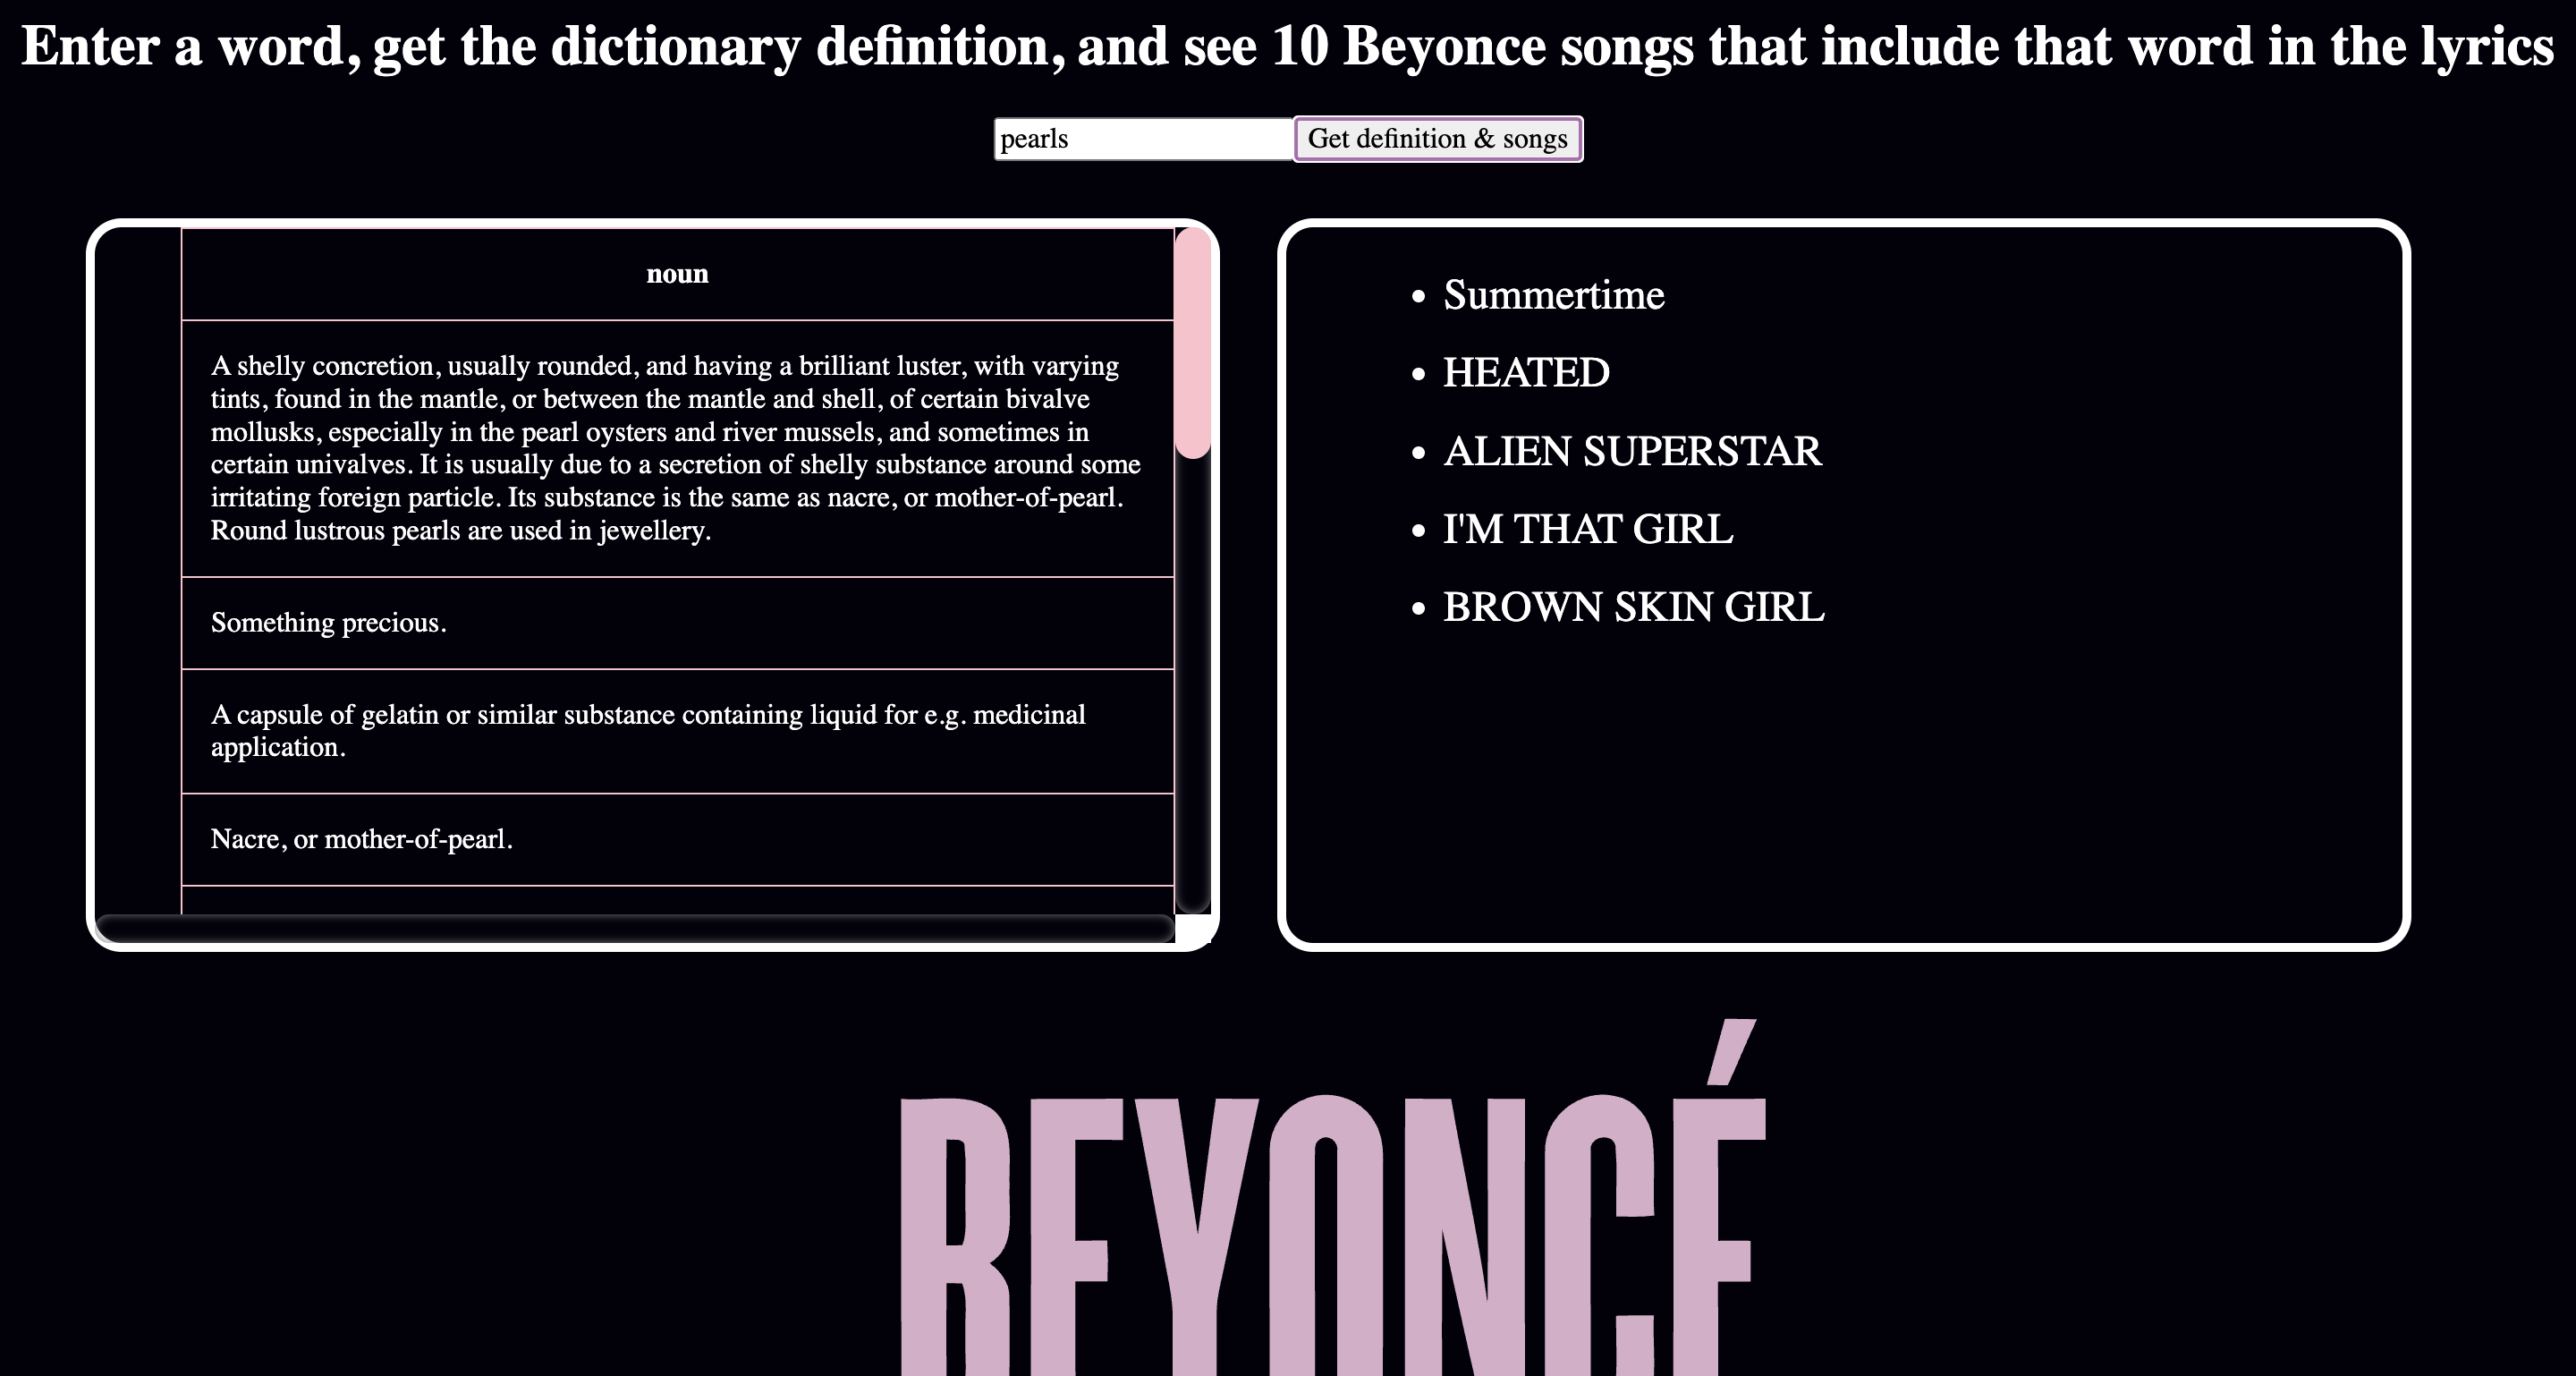 Enter a word, get the dictionary definition, and see 10 Beyonce songs that include that word in the lyrics
pearls
Get definition & songs
noun
A shelly concretion, usually rounded, and having a brilliant luster, with varying
tints, found in the mantle, or between the mantle and shell, of certain bivalve
mollusks, especially in the pearl oysters and river mussels, and sometimes in
certain univalves. It is usually due to a secretion of shelly substance around some
irritating foreign particle. Its substance is the same as nacre, or mother-of-pearl.
Round lustrous pearls are used in jewellery.
Something precious.
A capsule of gelatin or similar substance containing liquid for e.g. medicinal
application.
Nacre, or mother-of-pearl.
• Summertime
• HEATED
• ALIEN SUPERSTAR
• I'M THAT GIRL
• BROWN SKIN GIRL
BEYONCÉ